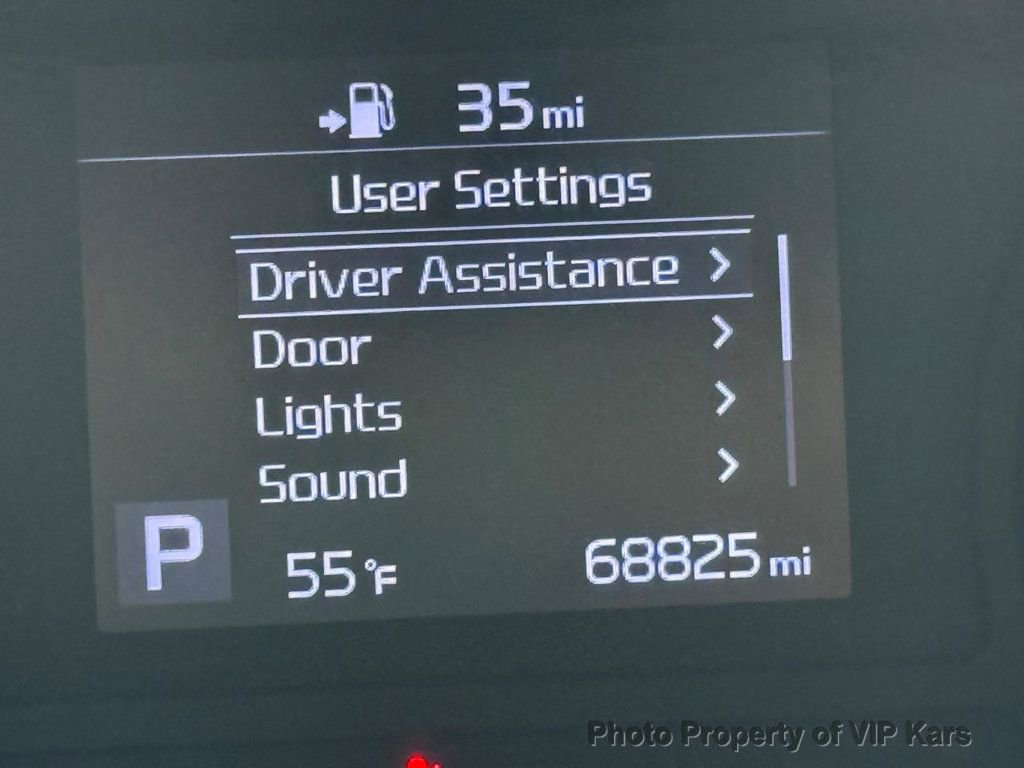 35 mi
User Settings
Driver Assistance >
Door >
Lights >
Sound >
P 55°F 68825 mi
Photo Property of VIP Kars